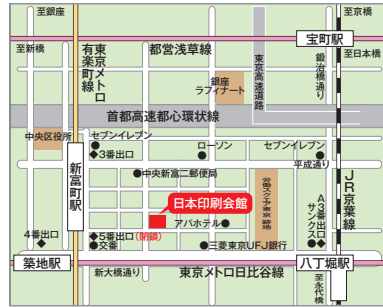 至銀座
至京橋
宝町駅
至新橋
東京メトロ
有楽町線
都営浅草線
東京高速道路
鍛冶橋通り
至日本橋
銀座
ラフィナート
首都高速都心環状線
中央区役所
セブンイレブン
ローソン
セブンイレブン
◆3番出口
平成通り
新富町駅
●中央新富二郵便局
労働スクエア東京 跡地
JR京葉線
日本印刷会館
アパホテル●
A3番出口
サンクス
4番出口
◆5番出口(閉鎖)
●交番
●三菱東京UFJ銀行
築地駅
新大橋通り
東京メトロ日比谷線
八丁堀駅
至永代橋